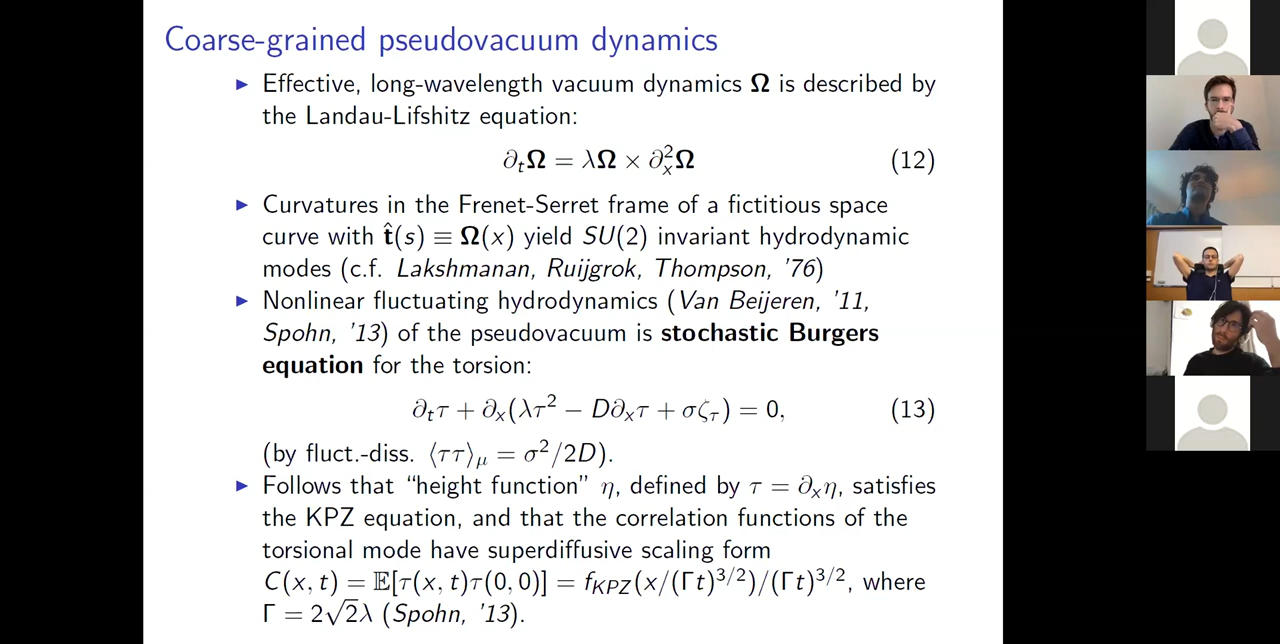 Coarse-grained pseudovacuum dynamics
▶ Effective, long-wavelength vacuum dynamics Ω is described by
the Landau-Lifshitz equation:
∂ₜΩ = λΩ × ∂ₓ²Ω (12)
▶ Curvatures in the Frenet-Serret frame of a fictitious space
curve with t̂(s) ≡ Ω(x) yield SU(2) invariant hydrodynamic
modes (c.f. Lakshmanan, Ruijgrok, Thompson, '76)
▶ Nonlinear fluctuating hydrodynamics (Van Beijeren, '11,
Spohn, '13) of the pseudovacuum is stochastic Burgers
equation for the torsion:
∂ₜτ + ∂ₓ(λτ² − D∂ₓτ + σζ_τ) = 0, (13)
(by fluct.-diss. ⟨ττ⟩_μ = σ²/2D).
▶ Follows that “height function” η, defined by τ = ∂ₓη, satisfies
the KPZ equation, and that the correlation functions of the
torsional mode have superdiffusive scaling form
C(x, t) = 𝔼[τ(x, t)τ(0, 0)] = f_KPZ(x/(Γt)^3/2)/(Γt)^3/2, where
Γ = 2√2λ (Spohn, '13).